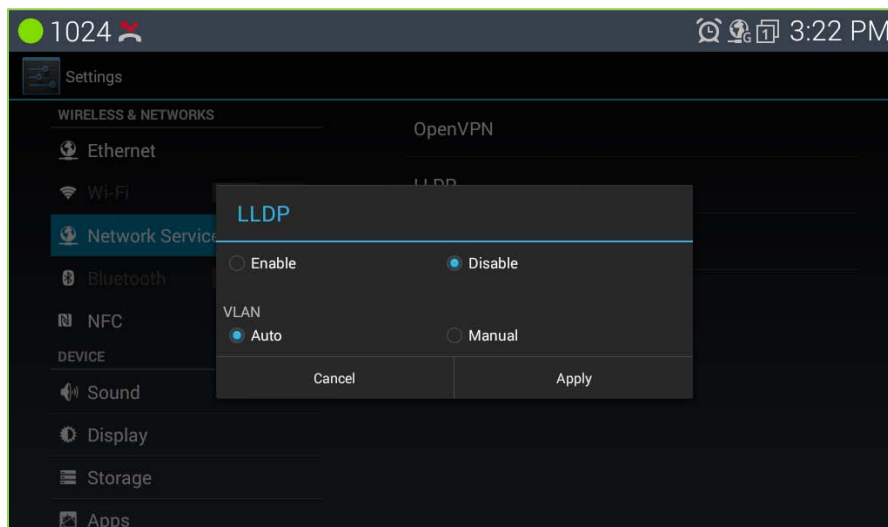 1024
3:22 PM
Settings
WIRELESS & NETWORKS
Ethernet
Wi-Fi
Network Service
Bluetooth
NFC
DEVICE
Sound
Display
Storage
Apps
OpenVPN
LLDP
LLDP
Enable
Disable
VLAN
Auto
Manual
Cancel
Apply